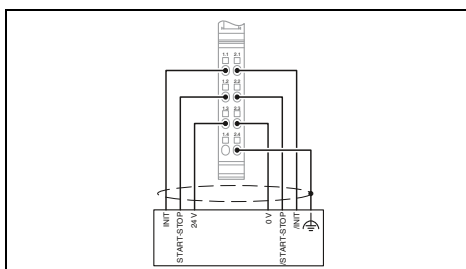 1.1 2.1
1.2 2.2
1.3 2.3
1.4 2.4
INIT
START-STOP
24 V
0 V
/START-STOP
/INIT